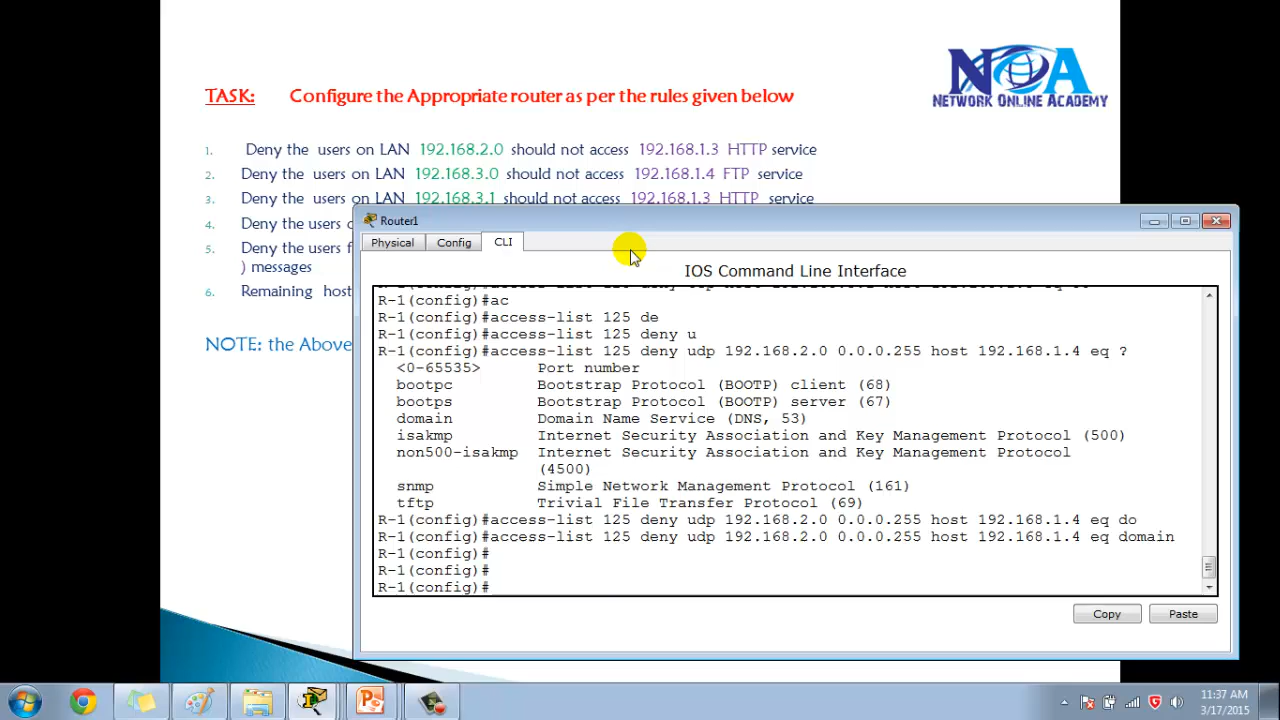 NOA
NETWORK ONLINE ACADEMY
TASK: Configure the Appropriate router as per the rules given below
1. Deny the users on LAN 192.168.2.0 should not access 192.168.1.3 HTTP service
2. Deny the users on LAN 192.168.3.0 should not access 192.168.1.4 FTP service
3. Deny the users on LAN 192.168.3.1 should not access 192.168.1.3 HTTP service
4. Deny the users
5. Deny the users f
) messages
6. Remaining host
NOTE: the Above
Router1
Physical Config CLI
IOS Command Line Interface
R-1(config)#ac
R-1(config)#access-list 125 de
R-1(config)#access-list 125 deny u
R-1(config)#access-list 125 deny udp 192.168.2.0 0.0.0.255 host 192.168.1.4 eq ?
<0-65535> Port number
bootpc Bootstrap Protocol (BOOTP) client (68)
bootps Bootstrap Protocol (BOOTP) server (67)
domain Domain Name Service (DNS, 53)
isakmp Internet Security Association and Key Management Protocol (500)
non500-isakmp Internet Security Association and Key Management Protocol
(4500)
snmp Simple Network Management Protocol (161)
tftp Trivial File Transfer Protocol (69)
R-1(config)#access-list 125 deny udp 192.168.2.0 0.0.0.255 host 192.168.1.4 eq do
R-1(config)#access-list 125 deny udp 192.168.2.0 0.0.0.255 host 192.168.1.4 eq domain
R-1(config)#
R-1(config)#
R-1(config)#
Copy Paste
11:37 AM
3/17/2015